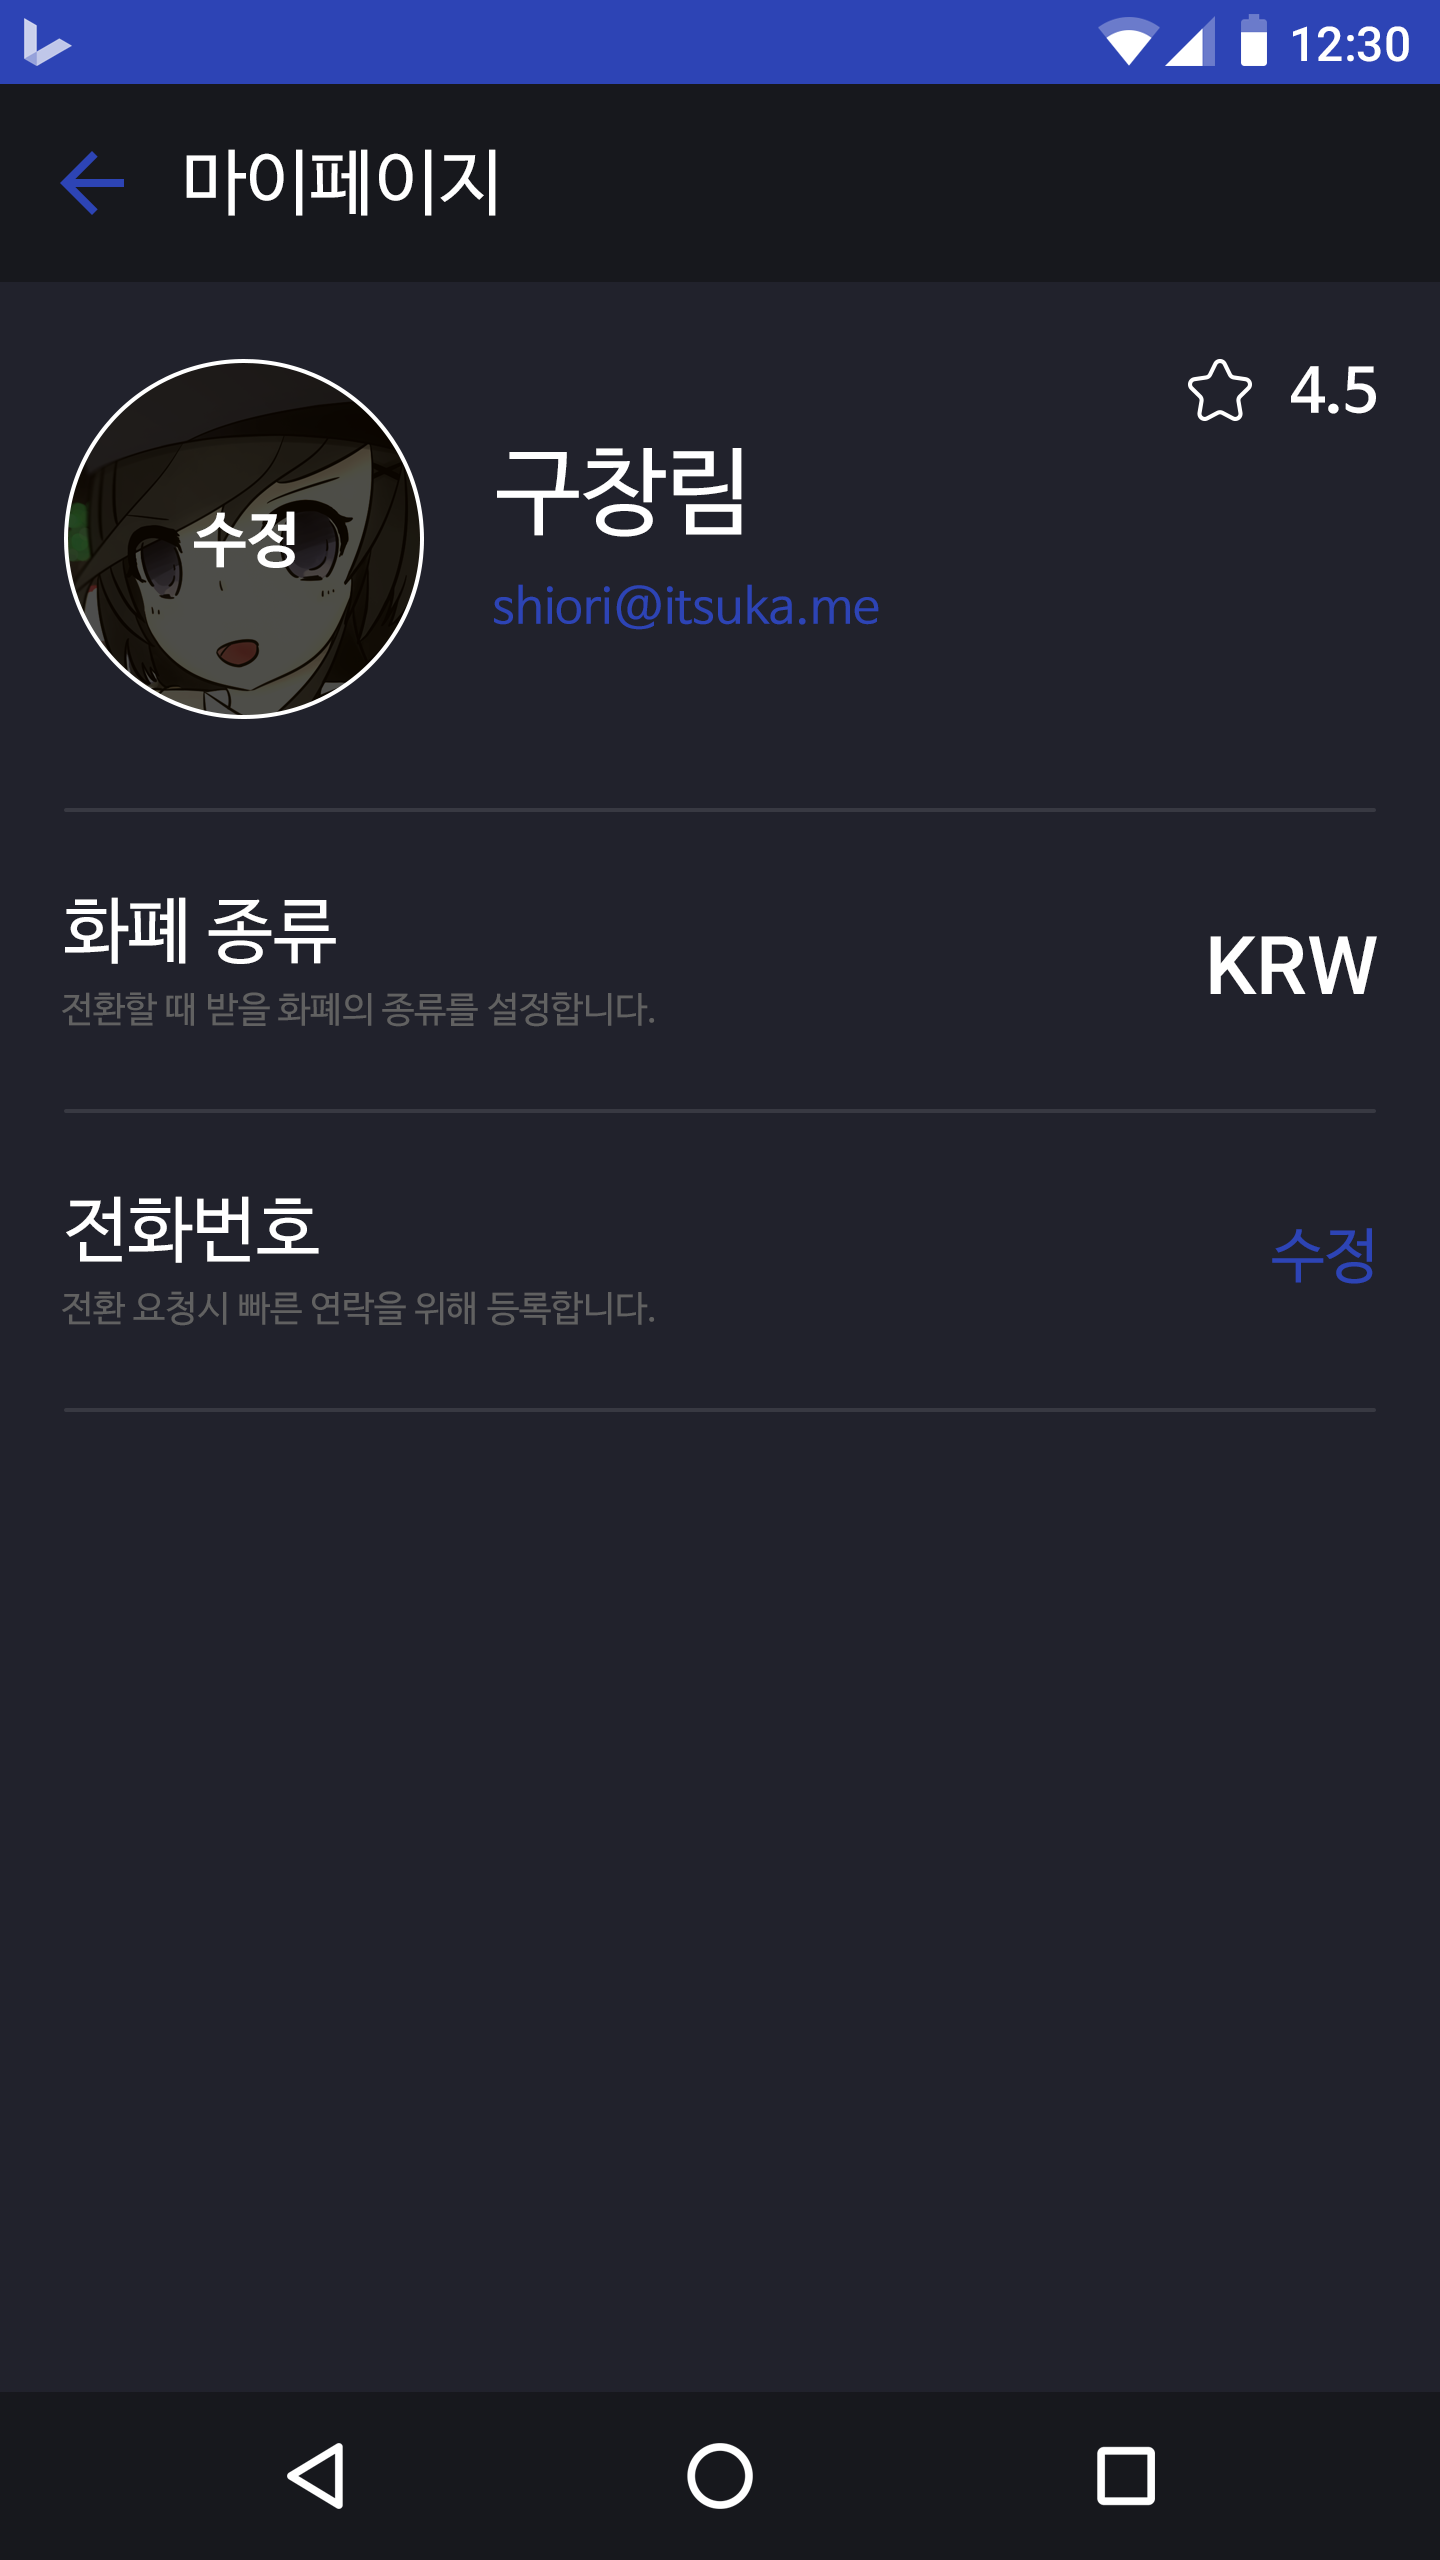 12:30
마이페이지
4.5
구창림
수정
shiori@itsuka.me
화폐 종류
KRW
전환할 때 받을 화폐의 종류를 설정합니다.
전화번호
수정
전환 요청시 빠른 연락을 위해 등록합니다.